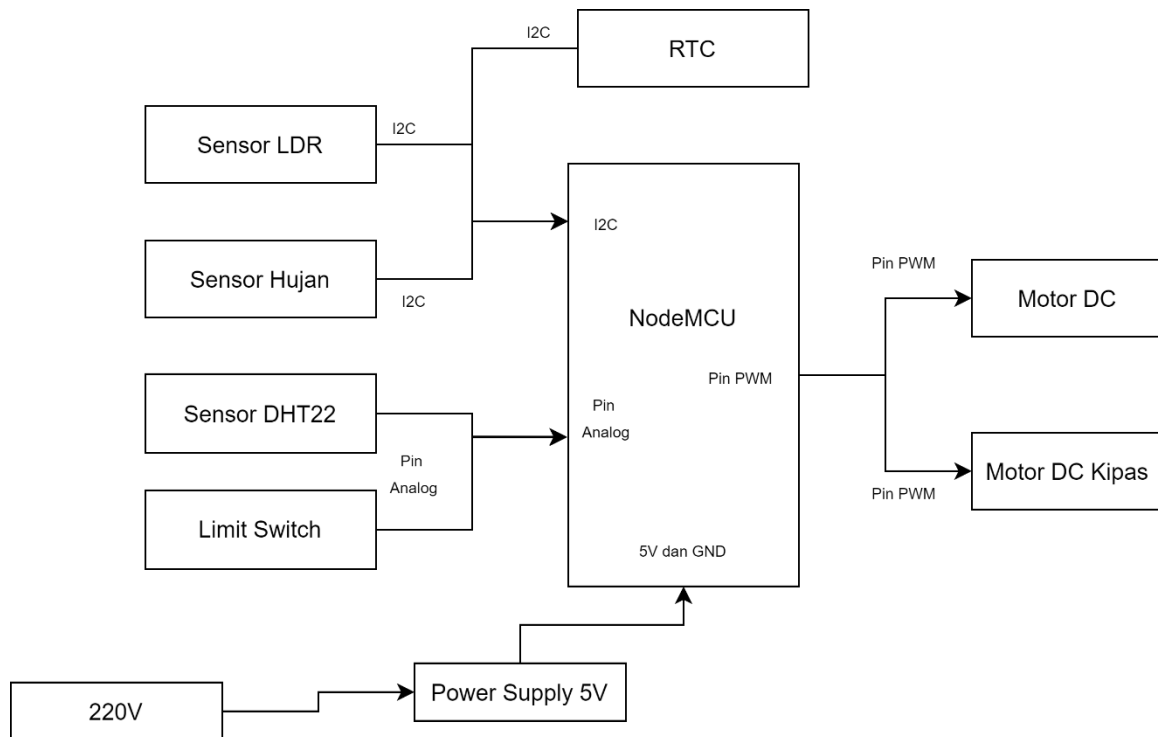 I2C
RTC
I2C
Sensor LDR
I2C
Sensor Hujan
I2C
NodeMCU
Pin PWM
Motor DC
Pin PWM
Sensor DHT22
Pin
Analog
Pin
Analog
Motor DC Kipas
Pin PWM
Limit Switch
5V dan GND
Power Supply 5V
220V